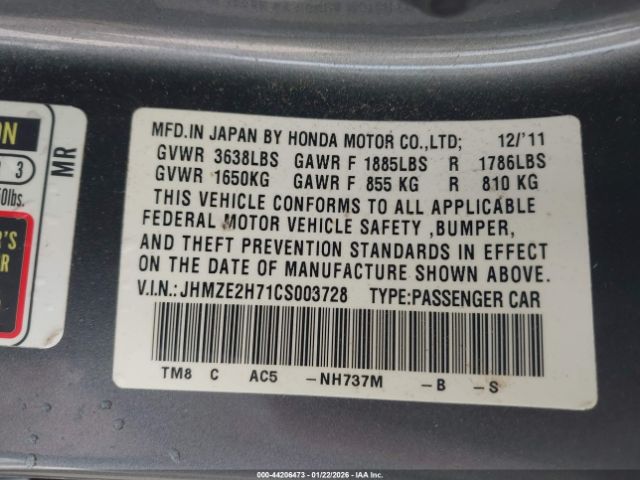 MFD.IN JAPAN BY HONDA MOTOR CO.,LTD; 12/'11
GVWR 3638LBS GAWR F 1885LBS R 1786LBS
GVWR 1650KG GAWR F 855 KG R 810 KG
THIS VEHICLE CONFORMS TO ALL APPLICABLE
FEDERAL MOTOR VEHICLE SAFETY ,BUMPER,
AND THEFT PREVENTION STANDARDS IN EFFECT
ON THE DATE OF MANUFACTURE SHOWN ABOVE.
V.I.N.:JHMZE2H71CS003728 TYPE:PASSENGER CAR
TM8 C AC5 -NH737M -B -S
ON
3
0lbs.
MR
'S
R
000-44206473 - 01/22/2026 - IAA Inc.